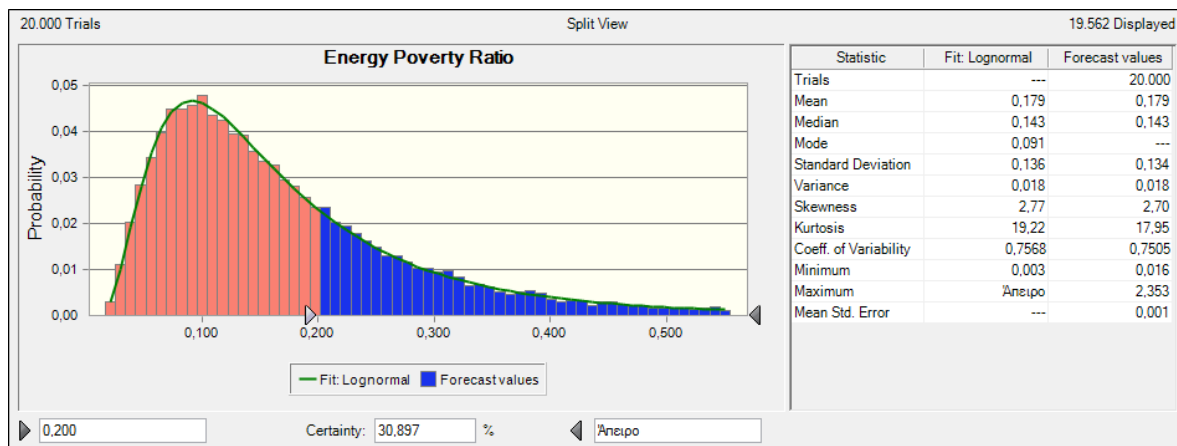 20.000 Trials Split View 19.562 Displayed
Energy Poverty Ratio
Probability
0,05
0,04
0,03
0,02
0,01
0,00
0,100 0,200 0,300 0,400 0,500
Fit: Lognormal Forecast values
Statistic Fit: Lognormal Forecast values
Trials --- 20.000
Mean 0,179 0,179
Median 0,143 0,143
Mode 0,091 ---
Standard Deviation 0,136 0,134
Variance 0,018 0,018
Skewness 2,77 2,70
Kurtosis 19,22 17,95
Coeff. of Variability 0,7568 0,7505
Minimum 0,003 0,016
Maximum Άπειρο 2,353
Mean Std. Error --- 0,001
0,200 Certainty: 30,897 % Άπειρο